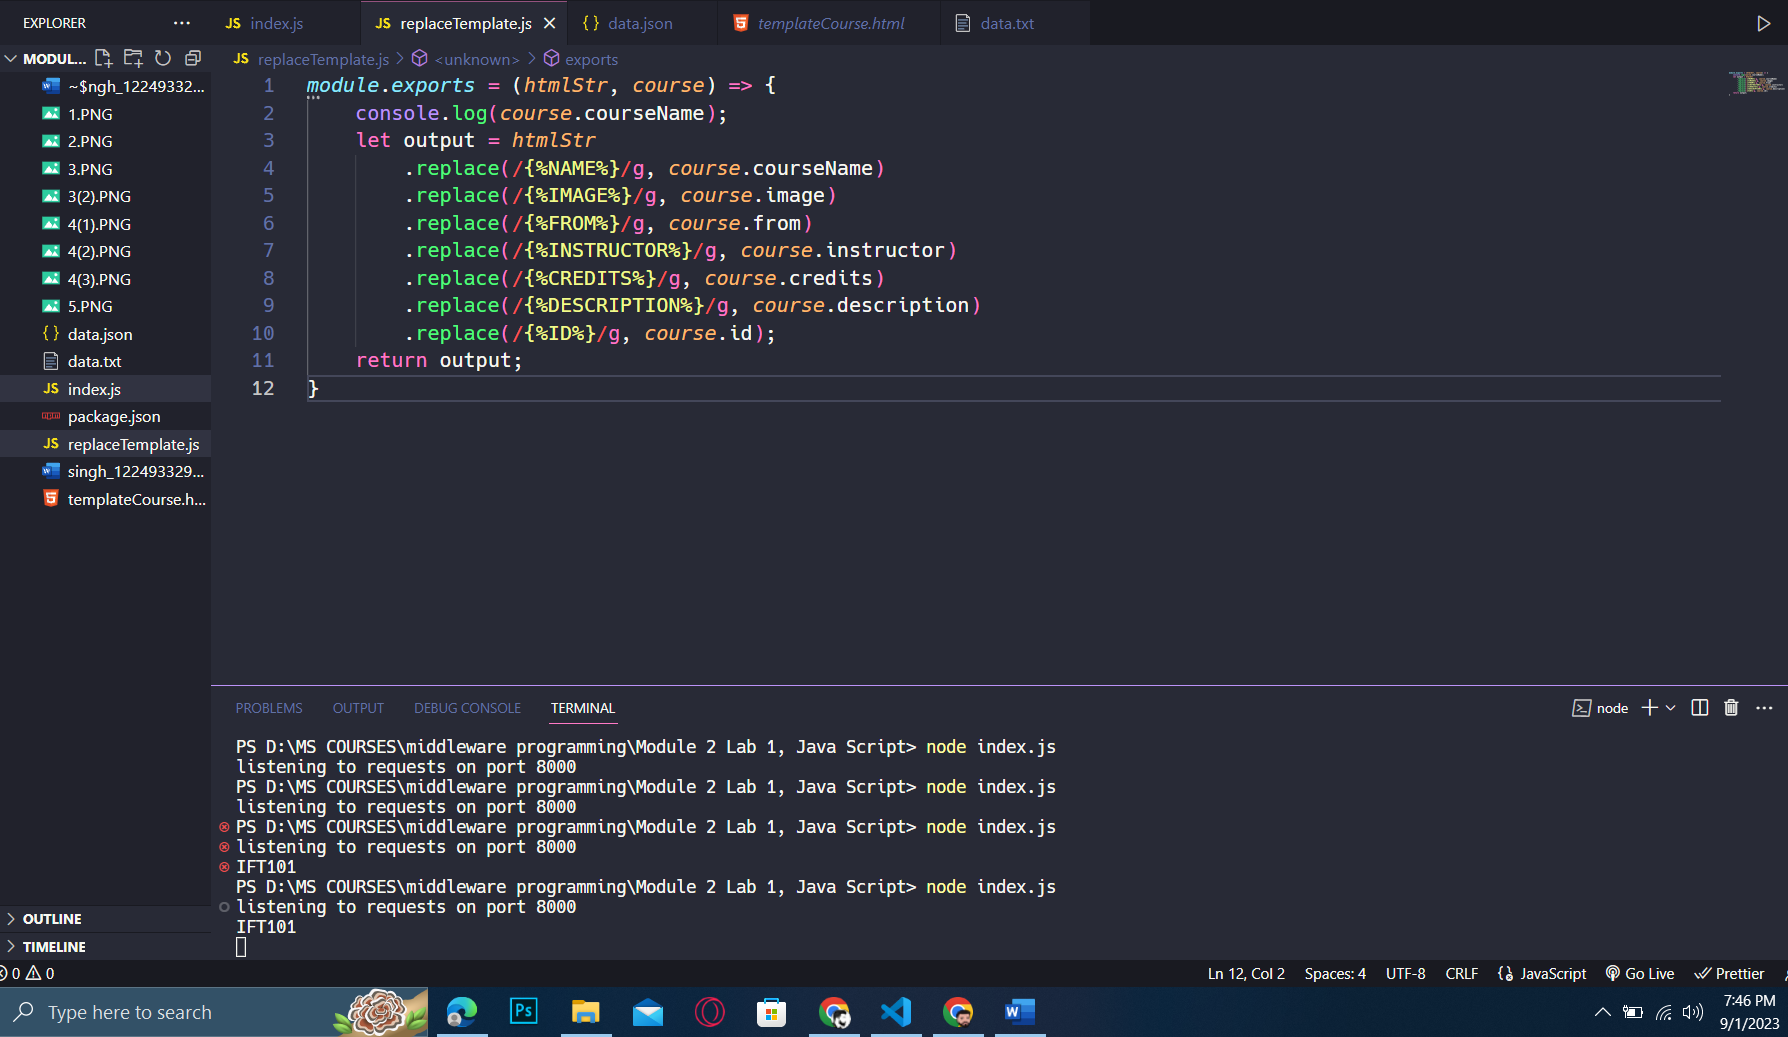 EXPLORER
index.js
replaceTemplate.js
data.json
templateCourse.html
data.txt
MODUL...
~$ngh_12249332...
1.PNG
2.PNG
3.PNG
3(2).PNG
4(1).PNG
4(2).PNG
4(3).PNG
5.PNG
data.json
data.txt
JS index.js
package.json
JS replaceTemplate.js
singh_122493329...
templateCourse.h...
OUTLINE
TIMELINE
JS replaceTemplate.js > <unknown> > exports
1 module.exports = (htmlStr, course) => {
2 console.log(course.courseName);
3 let output = htmlStr
4 .replace(/{%NAME%}/g, course.courseName)
5 .replace(/{%IMAGE%}/g, course.image)
6 .replace(/{%FROM%}/g, course.from)
7 .replace(/{%INSTRUCTOR%}/g, course.instructor)
8 .replace(/{%CREDITS%}/g, course.credits)
9 .replace(/{%DESCRIPTION%}/g, course.description)
10 .replace(/{%ID%}/g, course.id);
11 return output;
12 }
PROBLEMS OUTPUT DEBUG CONSOLE TERMINAL
node
PS D:\MS COURSES\middleware programming\Module 2 Lab 1, Java Script> node index.js
listening to requests on port 8000
PS D:\MS COURSES\middleware programming\Module 2 Lab 1, Java Script> node index.js
listening to requests on port 8000
PS D:\MS COURSES\middleware programming\Module 2 Lab 1, Java Script> node index.js
listening to requests on port 8000
IFT101
PS D:\MS COURSES\middleware programming\Module 2 Lab 1, Java Script> node index.js
listening to requests on port 8000
IFT101
0 0
Ln 12, Col 2 Spaces: 4 UTF-8 CRLF {} JavaScript Go Live Prettier
Type here to search
Ps
7:46 PM
9/1/2023